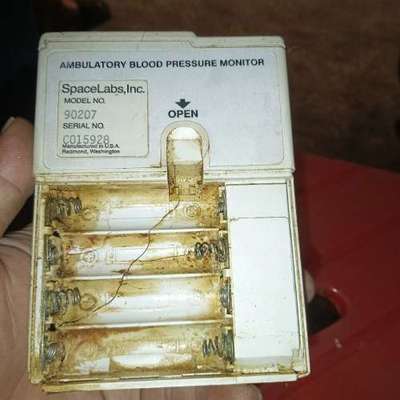 AMBULATORY BLOOD PRESSURE MONITOR
SpaceLabs,Inc.
MODEL NO.
90207
SERIAL NO.
C015928
Manufactured in U.S.A.
Redmond, Washington
OPEN